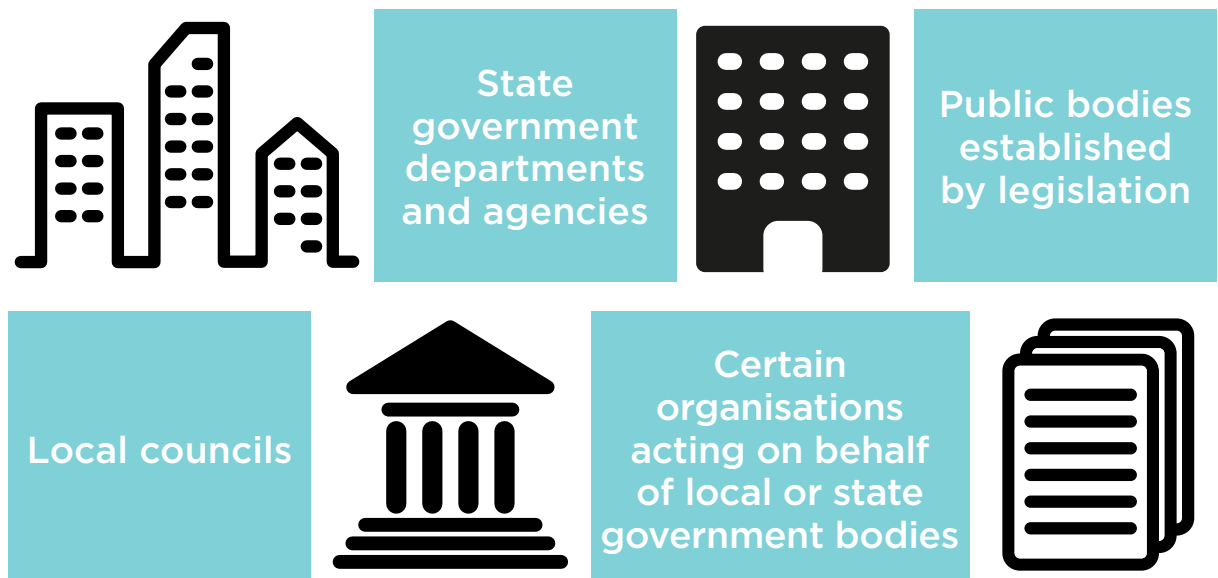 State
government
departments
and agencies
Public bodies
established
by legislation
Local councils
Certain
organisations
acting on behalf
of local or state
government bodies